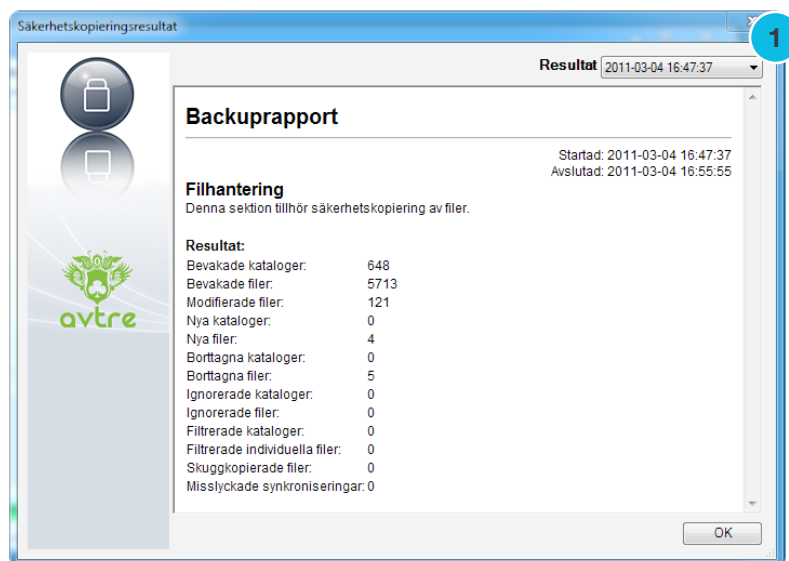 Säkerhetskopieringsresultat
1
Resultat 2011-03-04 16:47:37
Backuprapport
Startad: 2011-03-04 16:47:37
Avslutad: 2011-03-04 16:55:55
Filhantering
Denna sektion tillhör säkerhetskopiering av filer.
Resultat:
Bevakade kataloger: 648
Bevakade filer: 5713
Modifierade filer: 121
Nya kataloger: 0
Nya filer: 4
Borttagna kataloger: 0
Borttagna filer: 5
Ignorerade kataloger: 0
Ignorerade filer: 0
Filtrerade kataloger: 0
Filtrerade individuella filer: 0
Skuggkopierade filer: 0
Misslyckade synkroniseringar: 0
avtre
OK